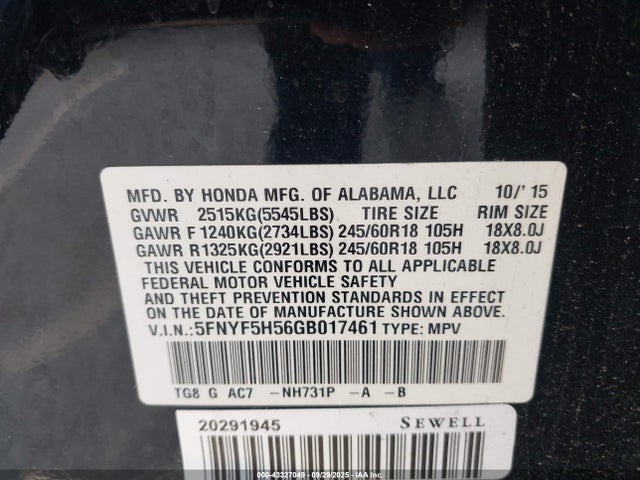 MFD. BY HONDA MFG. OF ALABAMA, LLC 10/'15
GVWR 2515KG(5545LBS) TIRE SIZE RIM SIZE
GAWR F 1240KG(2734LBS) 245/60R18 105H 18X8.0J
GAWR R1325KG(2921LBS) 245/60R18 105H 18X8.0J
THIS VEHICLE CONFORMS TO ALL APPLICABLE
FEDERAL MOTOR VEHICLE SAFETY
AND THEFT PREVENTION STANDARDS IN EFFECT
ON THE DATE OF MANUFACTURE SHOWN ABOVE.
V.I.N.:5FNYF5H56GB017461 TYPE: MPV
TG8 G AC7 -NH731P -A -B
20291945 SEWELL
000-43327049 - 09/29/2025 - IAA Inc.